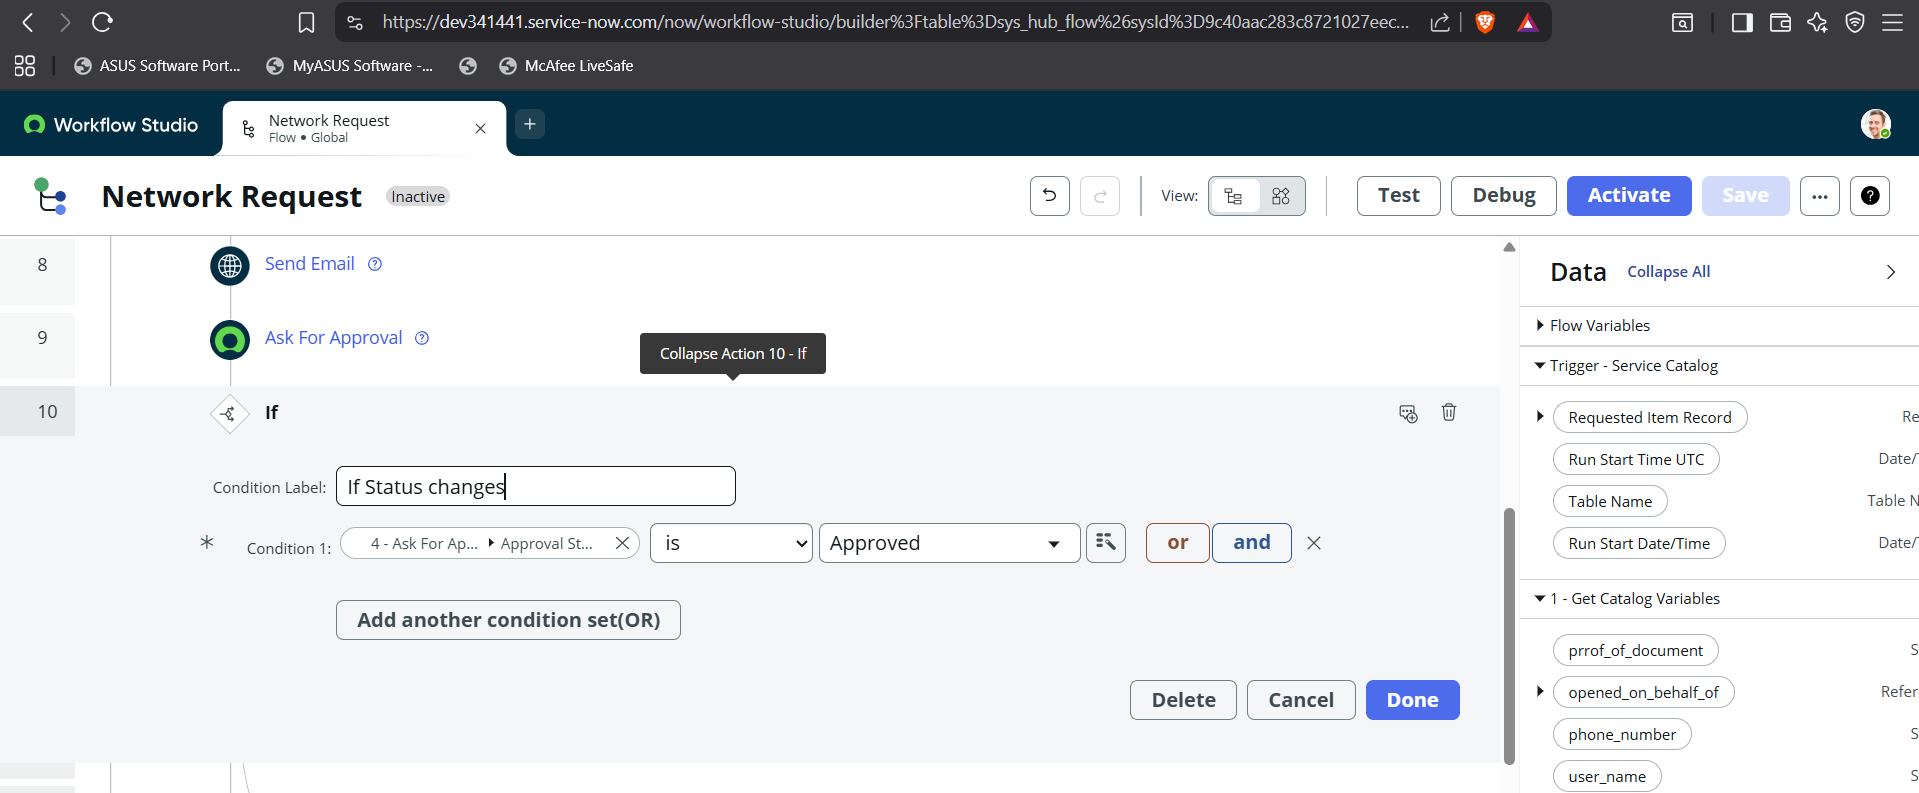 https://dev341441.service-now.com/now/workflow-studio/builder%3Ftable%3Dsys_hub_flow%26sysId%3D9c40aac283c8721027eec...
ASUS Software Port... MyASUS Software -... McAfee LiveSafe
Workflow Studio
Network Request
Flow • Global
Network Request Inactive View: Test Debug Activate Save ... ?
8 Send Email ?
9 Ask For Approval ?
Collapse Action 10 - If
10 If
Condition Label: If Status changes
* Condition 1: 4 - Ask For Ap... Approval St... is Approved or and
Add another condition set(OR)
Delete Cancel Done
Data Collapse All
Flow Variables
Trigger - Service Catalog
Requested Item Record Re
Run Start Time UTC Date/
Table Name Table N
Run Start Date/Time Date/
1 - Get Catalog Variables
prrof_of_document S
opened_on_behalf_of Refer
phone_number S
user_name S